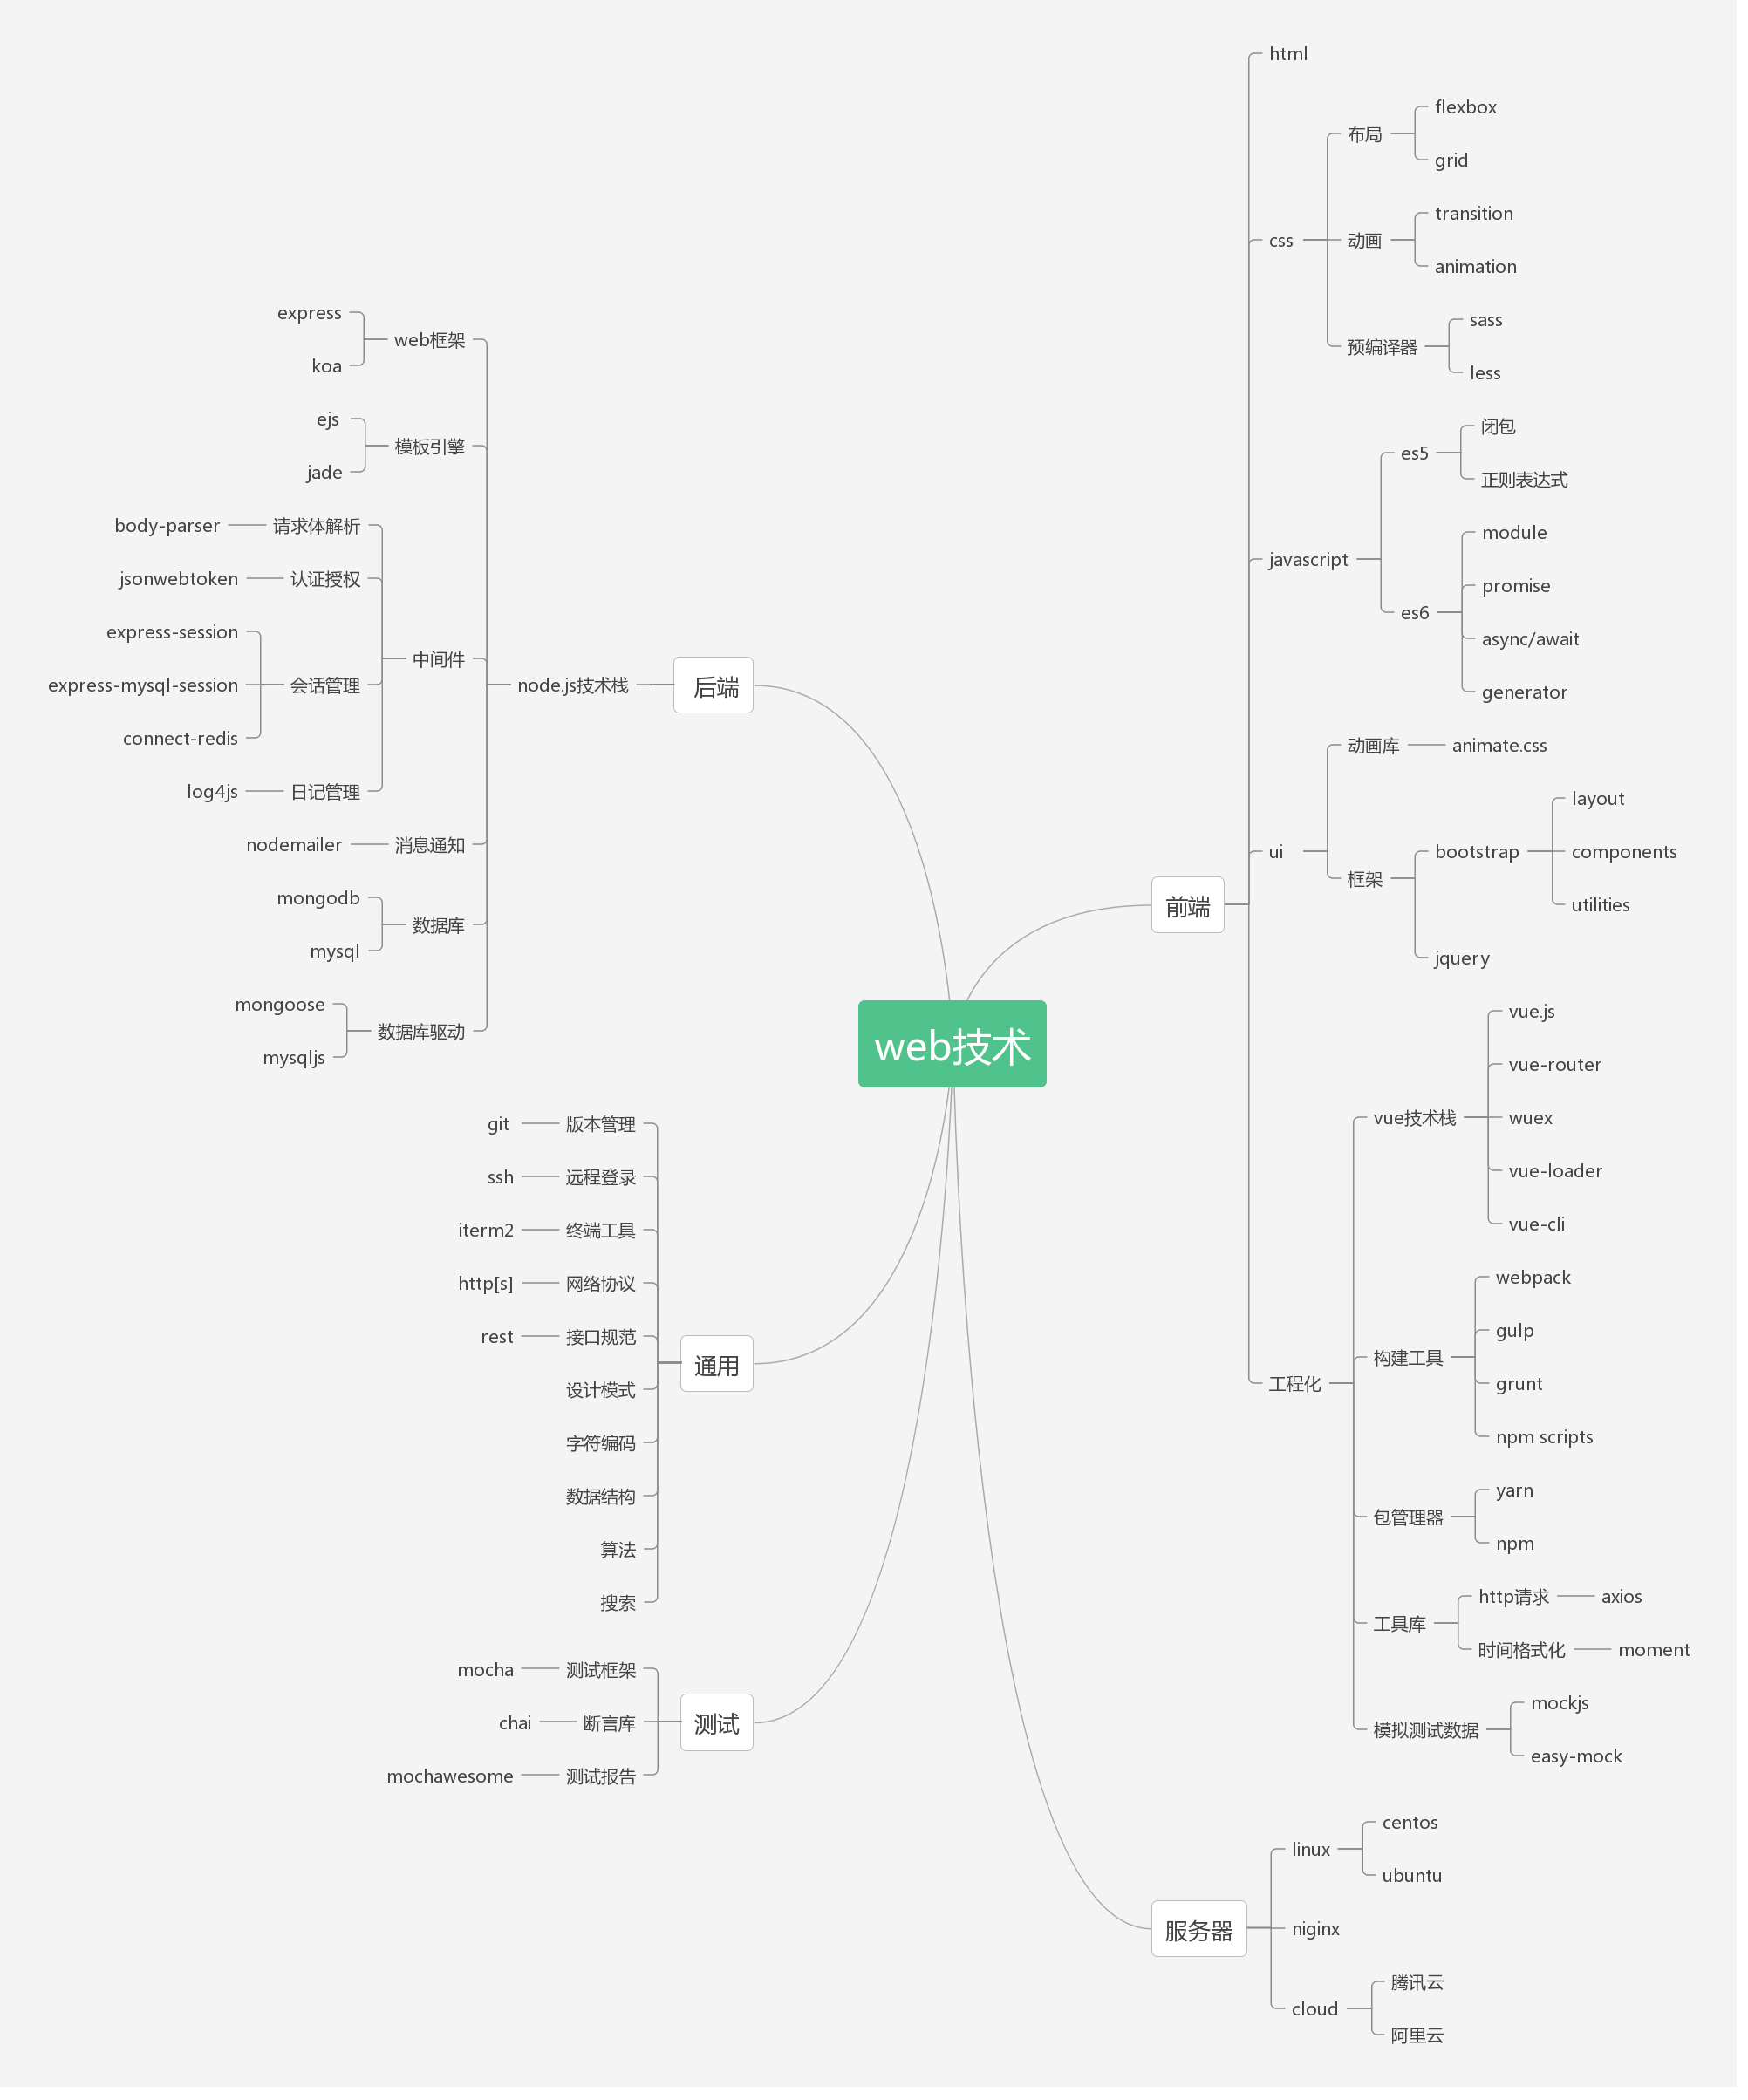 web技术
前端
html
css
布局
flexbox
grid
动画
transition
animation
预编译器
sass
less
javascript
es5
闭包
正则表达式
es6
module
promise
async/await
generator
ui
动画库
animate.css
框架
bootstrap
layout
components
utilities
jquery
工程化
vue技术栈
vue.js
vue-router
wuex
vue-loader
vue-cli
构建工具
webpack
gulp
grunt
npm scripts
包管理器
yarn
npm
工具库
http请求
axios
时间格式化
moment
模拟测试数据
mockjs
easy-mock
服务器
linux
centos
ubuntu
niginx
cloud
腾讯云
阿里云
后端
node.js技术栈
web框架
express
koa
模板引擎
ejs
jade
中间件
请求体解析
body-parser
认证授权
jsonwebtoken
会话管理
express-session
express-mysql-session
connect-redis
日记管理
log4js
消息通知
nodemailer
数据库
mongodb
mysql
数据库驱动
mongoose
mysqljs
通用
版本管理
git
远程登录
ssh
终端工具
iterm2
网络协议
http[s]
接口规范
rest
设计模式
字符编码
数据结构
算法
搜索
测试
测试框架
mocha
断言库
chai
测试报告
mochawesome